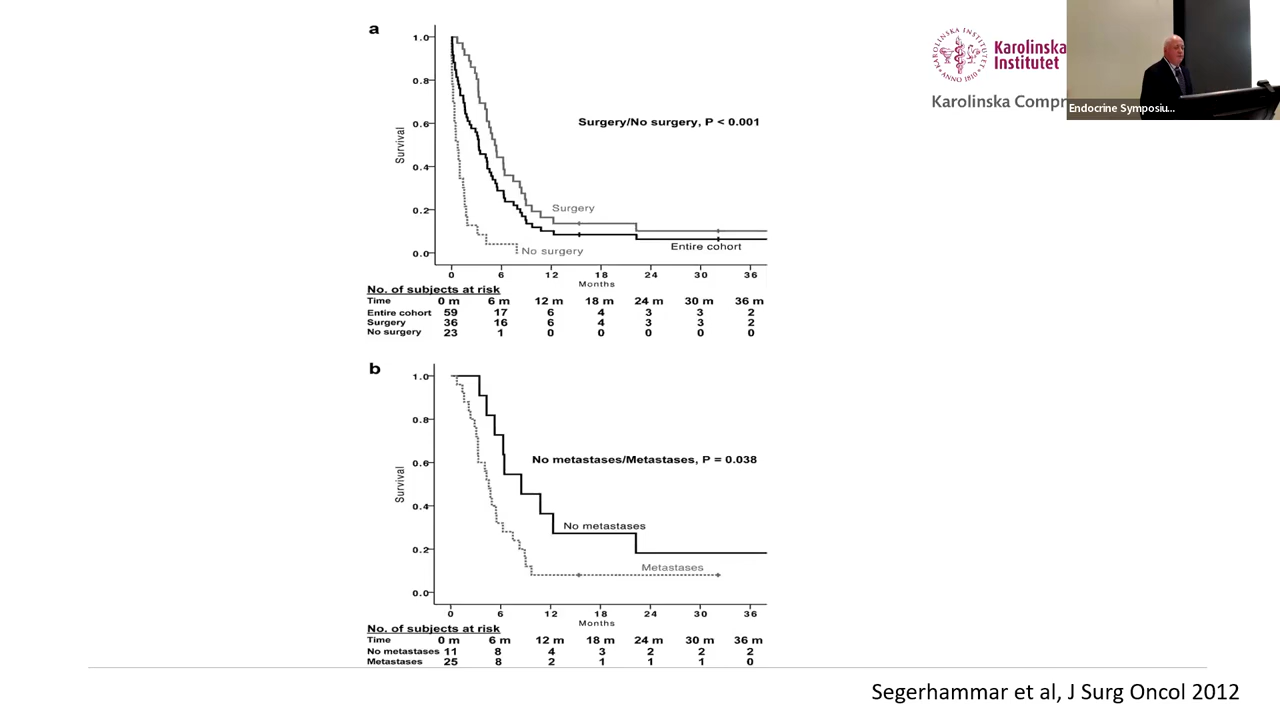 a
1.0
0.8
0.6
0.4
0.2
0.0
Survival
Surgery/No surgery, P < 0.001
Surgery
Entire cohort
No surgery
0 6 12 18 24 30 36
Months
No. of subjects at risk
Time 0 m 6 m 12 m 18 m 24 m 30 m 36 m
Entire cohort 59 17 6 4 3 3 2
Surgery 36 16 6 4 3 3 2
No surgery 23 1 0 0 0 0 0
b
1.0
0.8
0.6
0.4
0.2
0.0
Survival
No metastases/Metastases, P = 0.038
No metastases
Metastases
0 6 12 18 24 30 36
Months
No. of subjects at risk
Time 0 m 6 m 12 m 18 m 24 m 30 m 36 m
No metastases 11 8 4 3 2 2 2
Metastases 25 8 2 1 1 1 0
KAROLINSKA INSTITUTET
ANNO 1810
Karolinska
Institutet
Karolinska Compr
Endocrine Symposiu...
Segerhammar et al, J Surg Oncol 2012